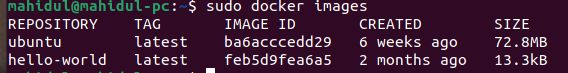 mahidul@mahidul-pc:~$ sudo docker images
REPOSITORY TAG IMAGE ID CREATED SIZE
ubuntu latest ba6acccedd29 6 weeks ago 72.8MB
hello-world latest feb5d9fea6a5 2 months ago 13.3kB